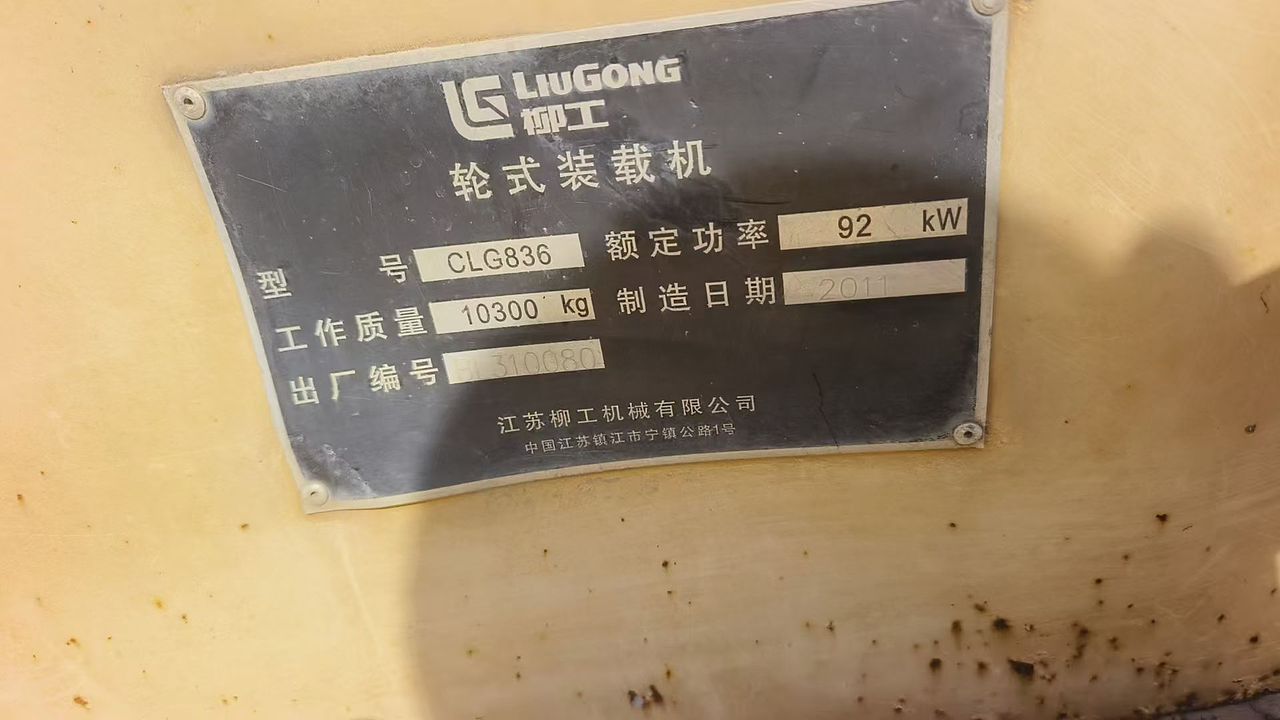 LIUGONG
柳工
轮式装载机
型号 CLG836 额定功率 92 kW
工作质量 10300 kg 制造日期 2011
出厂编号 310080
江苏柳工机械有限公司
中国江苏镇江市宁镇公路1号